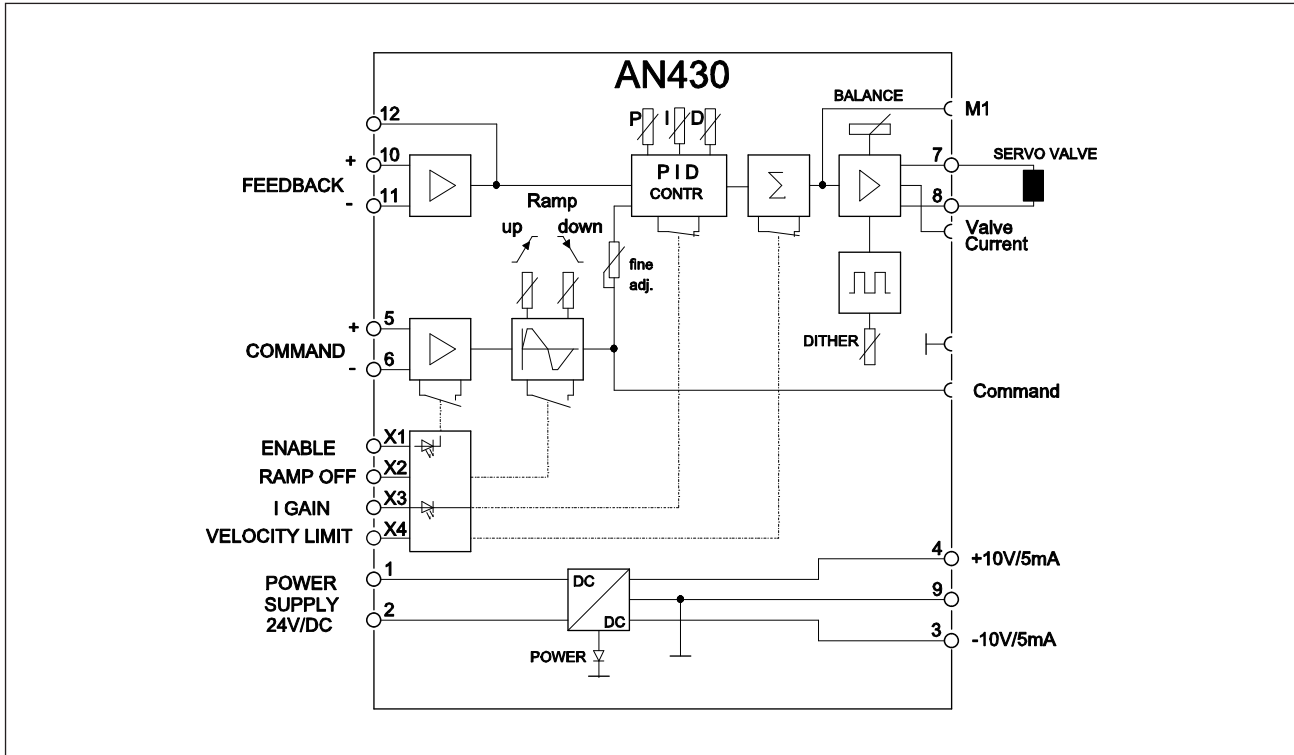 AN430
12
BALANCE
M1
P I D
+ 10
FEEDBACK
- 11
P I D
CONTR
Σ
7
SERVO VALVE
8
Ramp
up down
Valve
Current
fine
adj.
+ 5
COMMAND
- 6
DITHER
Command
ENABLE X1
RAMP OFF X2
I GAIN X3
VELOCITY LIMIT X4
POWER
SUPPLY
24V/DC
1
2
DC
DC
POWER
4 +10V/5mA
9
3 -10V/5mA